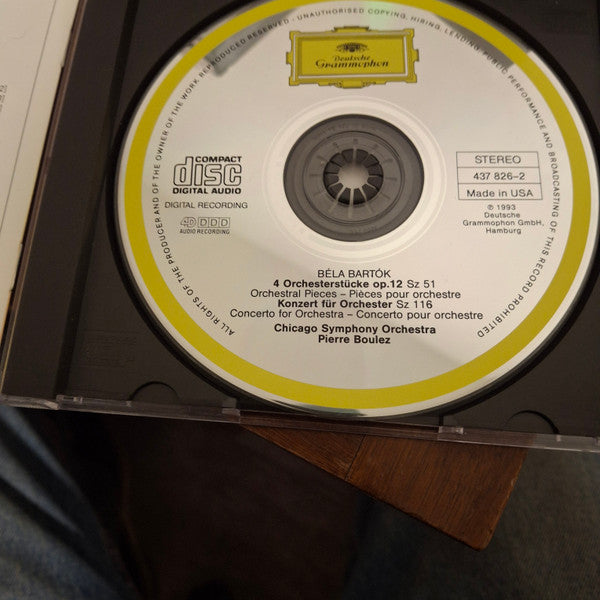 ALL RIGHTS OF THE PRODUCER AND OF THE OWNER OF THE WORK REPRODUCED RESERVED - UNAUTHORISED COPYING, HIRING, LENDING, PUBLIC PERFORMANCE AND BROADCASTING OF THIS RECORD PROHIBITED
Deutsche
Grammophon
COMPACT
disc
DIGITAL AUDIO
DIGITAL RECORDING
4D DDD
AUDIO RECORDING
STEREO
437 826-2
Made in USA
℗ 1993
Deutsche
Grammophon GmbH,
Hamburg
BÉLA BARTÓK
4 Orchesterstücke op.12 Sz 51
Orchestral Pieces – Pièces pour orchestre
Konzert für Orchester Sz 116
Concerto for Orchestra – Concerto pour orchestre
Chicago Symphony Orchestra
Pierre Boulez